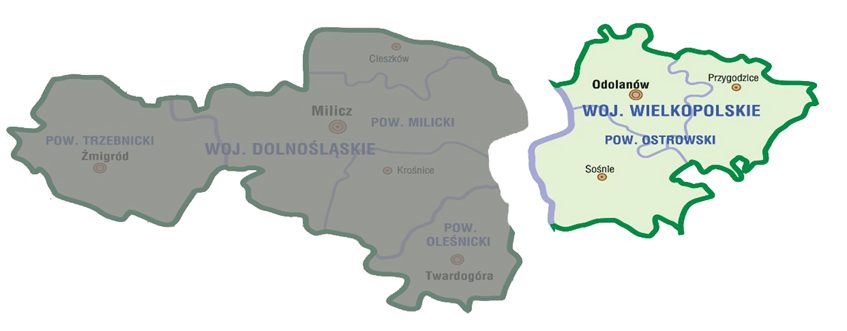 Cieszków
Milicz
POW. MILICKI
POW. TRZEBNICKI
Żmigród
WOJ. DOLNOŚLĄSKIE
Krośnice
POW.
OLEŚNICKI
Twardogóra
Odolanów
Przygodzice
WOJ. WIELKOPOLSKIE
POW. OSTROWSKI
Sośnie